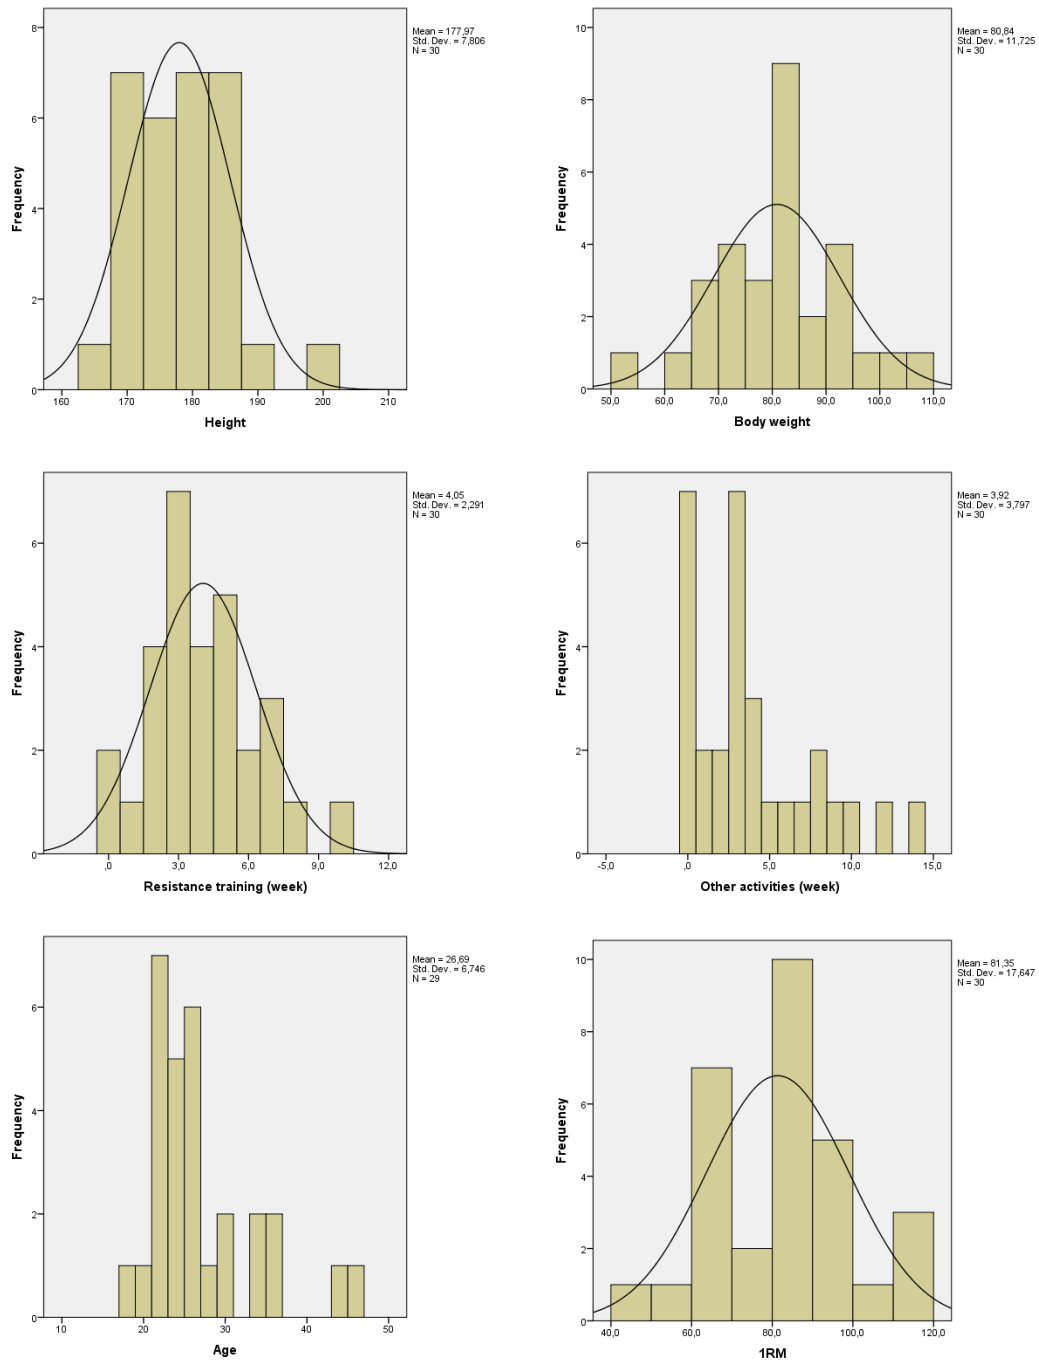 Mean = 177,97
Std. Dev. = 7,806
N = 30
8
6
4
2
0
Frequency
160 170 180 190 200 210
Height
Mean = 80,84
Std. Dev. = 11,725
N = 30
10
8
6
4
2
0
Frequency
50,0 60,0 70,0 80,0 90,0 100,0 110,0
Body weight
Mean = 4,05
Std. Dev. = 2,291
N = 30
6
4
2
0
Frequency
,0 3,0 6,0 9,0 12,0
Resistance training (week)
Mean = 3,92
Std. Dev. = 3,797
N = 30
6
4
2
0
Frequency
-5,0 ,0 5,0 10,0 15,0
Other activities (week)
Mean = 26,69
Std. Dev. = 6,746
N = 29
6
4
2
0
Frequency
10 20 30 40 50
Age
Mean = 81,35
Std. Dev. = 17,647
N = 30
10
8
6
4
2
0
Frequency
40,0 60,0 80,0 100,0 120,0
1RM